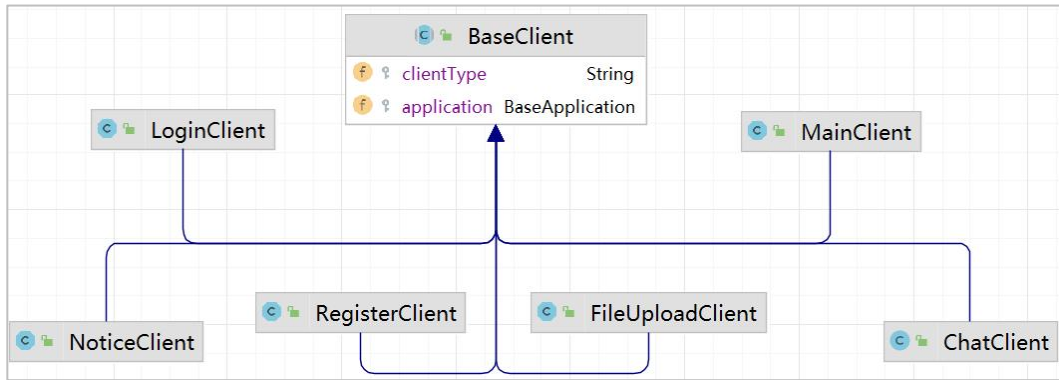 BaseClient
clientType String
application BaseApplication
LoginClient
MainClient
RegisterClient
FileUploadClient
NoticeClient
ChatClient